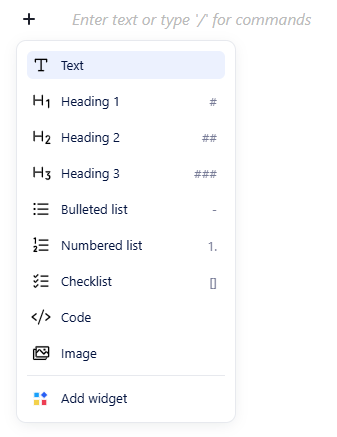 Enter text or type '/' for commands
Text
Heading 1 #
Heading 2 ##
Heading 3 ###
Bulleted list -
Numbered list 1.
Checklist []
Code
Image
Add widget